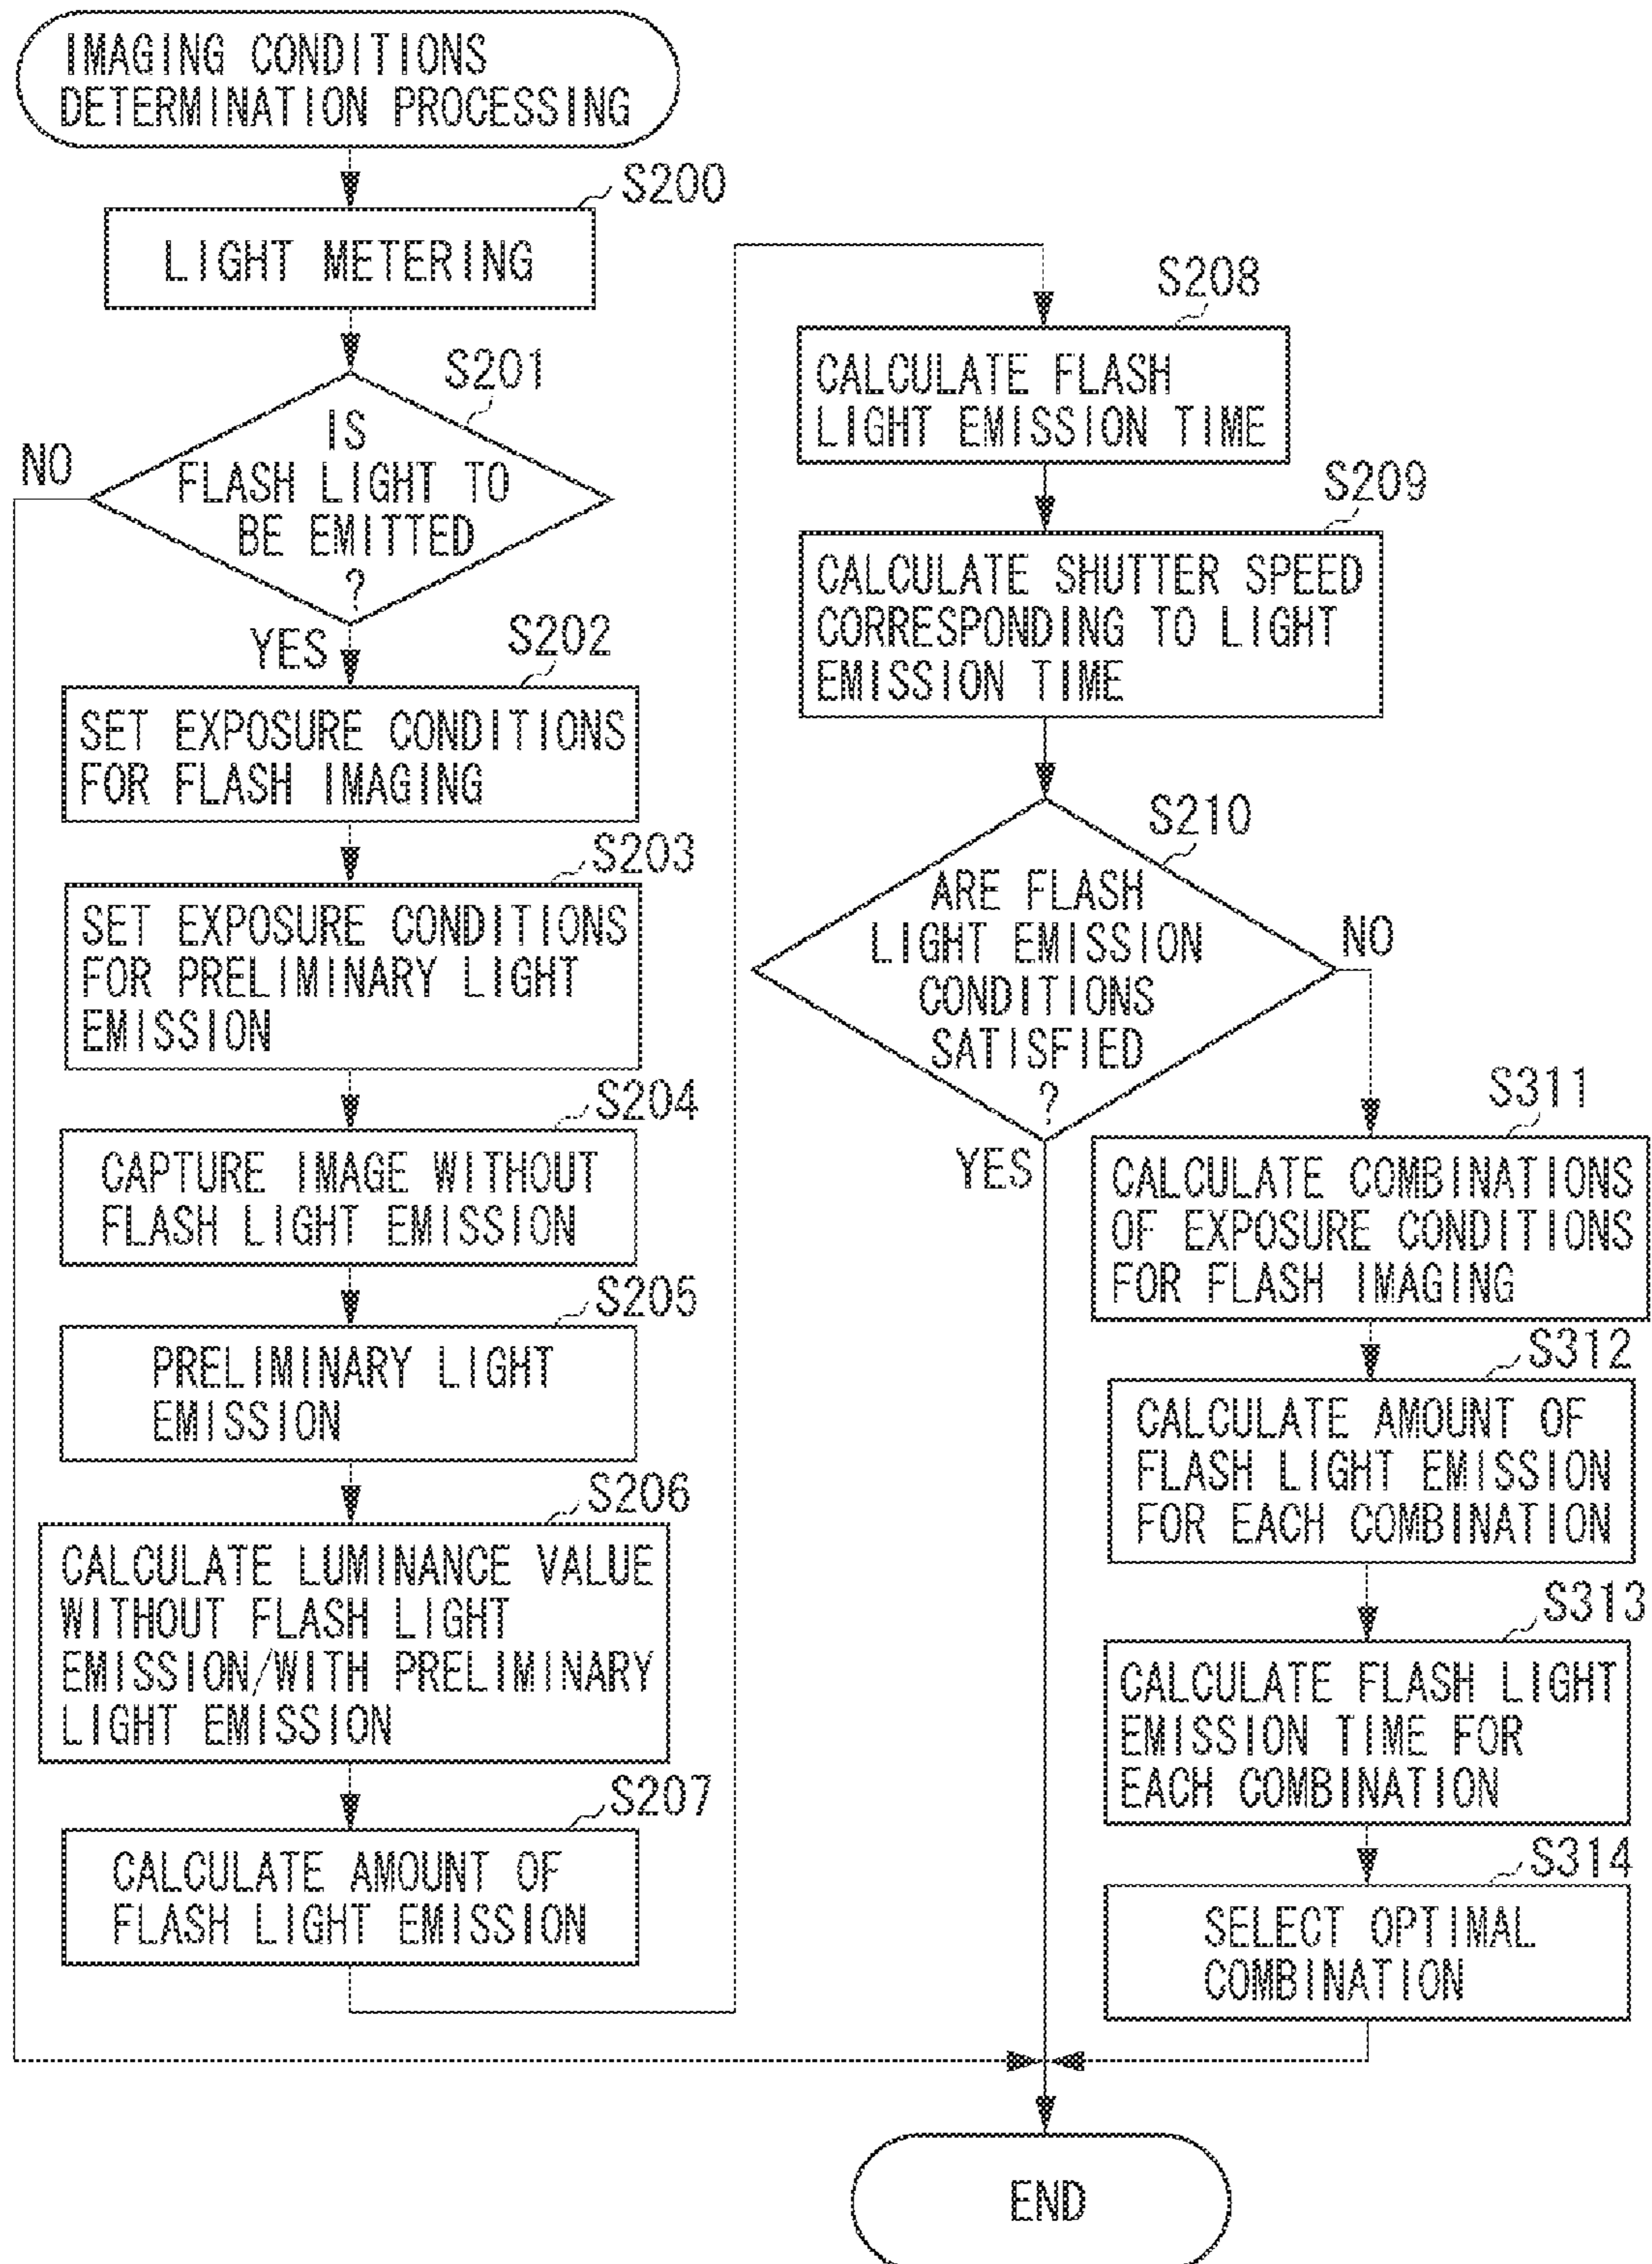 IMAGING CONDITIONS
DETERMINATION PROCESSING
S200
LIGHT METERING
S201
IS
FLASH LIGHT TO
BE EMITTED
?
NO
YES
S202
SET EXPOSURE CONDITIONS
FOR FLASH IMAGING
S203
SET EXPOSURE CONDITIONS
FOR PRELIMINARY LIGHT
EMISSION
S204
CAPTURE IMAGE WITHOUT
FLASH LIGHT EMISSION
S205
PRELIMINARY LIGHT
EMISSION
S206
CALCULATE LUMINANCE VALUE
WITHOUT FLASH LIGHT
EMISSION/WITH PRELIMINARY
LIGHT EMISSION
S207
CALCULATE AMOUNT OF
FLASH LIGHT EMISSION
S208
CALCULATE FLASH
LIGHT EMISSION TIME
S209
CALCULATE SHUTTER SPEED
CORRESPONDING TO LIGHT
EMISSION TIME
S210
ARE FLASH
LIGHT EMISSION
CONDITIONS
SATISFIED
?
NO
YES
S311
CALCULATE COMBINATIONS
OF EXPOSURE CONDITIONS
FOR FLASH IMAGING
S312
CALCULATE AMOUNT OF
FLASH LIGHT EMISSION
FOR EACH COMBINATION
S313
CALCULATE FLASH LIGHT
EMISSION TIME FOR
EACH COMBINATION
S314
SELECT OPTIMAL
COMBINATION
END